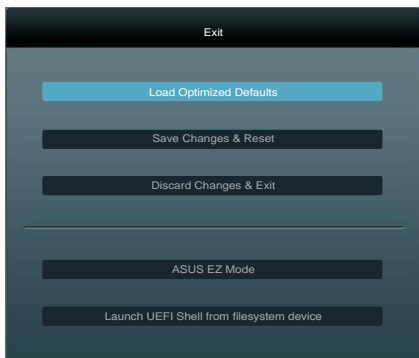 Exit
Load Optimized Defaults
Save Changes & Reset
Discard Changes & Exit
ASUS EZ Mode
Launch UEFI Shell from filesystem device